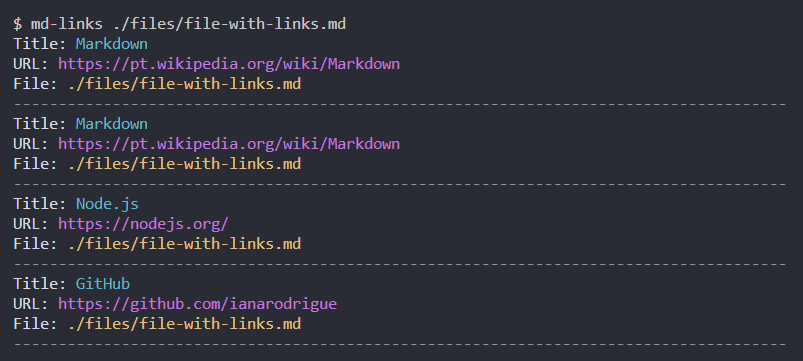 $ md-links ./files/file-with-links.md
Title: Markdown
URL: https://pt.wikipedia.org/wiki/Markdown
File: ./files/file-with-links.md
--------------------------------------------------------------------------------------
Title: Markdown
URL: https://pt.wikipedia.org/wiki/Markdown
File: ./files/file-with-links.md
--------------------------------------------------------------------------------------
Title: Node.js
URL: https://nodejs.org/
File: ./files/file-with-links.md
--------------------------------------------------------------------------------------
Title: GitHub
URL: https://github.com/ianarodrigue
File: ./files/file-with-links.md
--------------------------------------------------------------------------------------